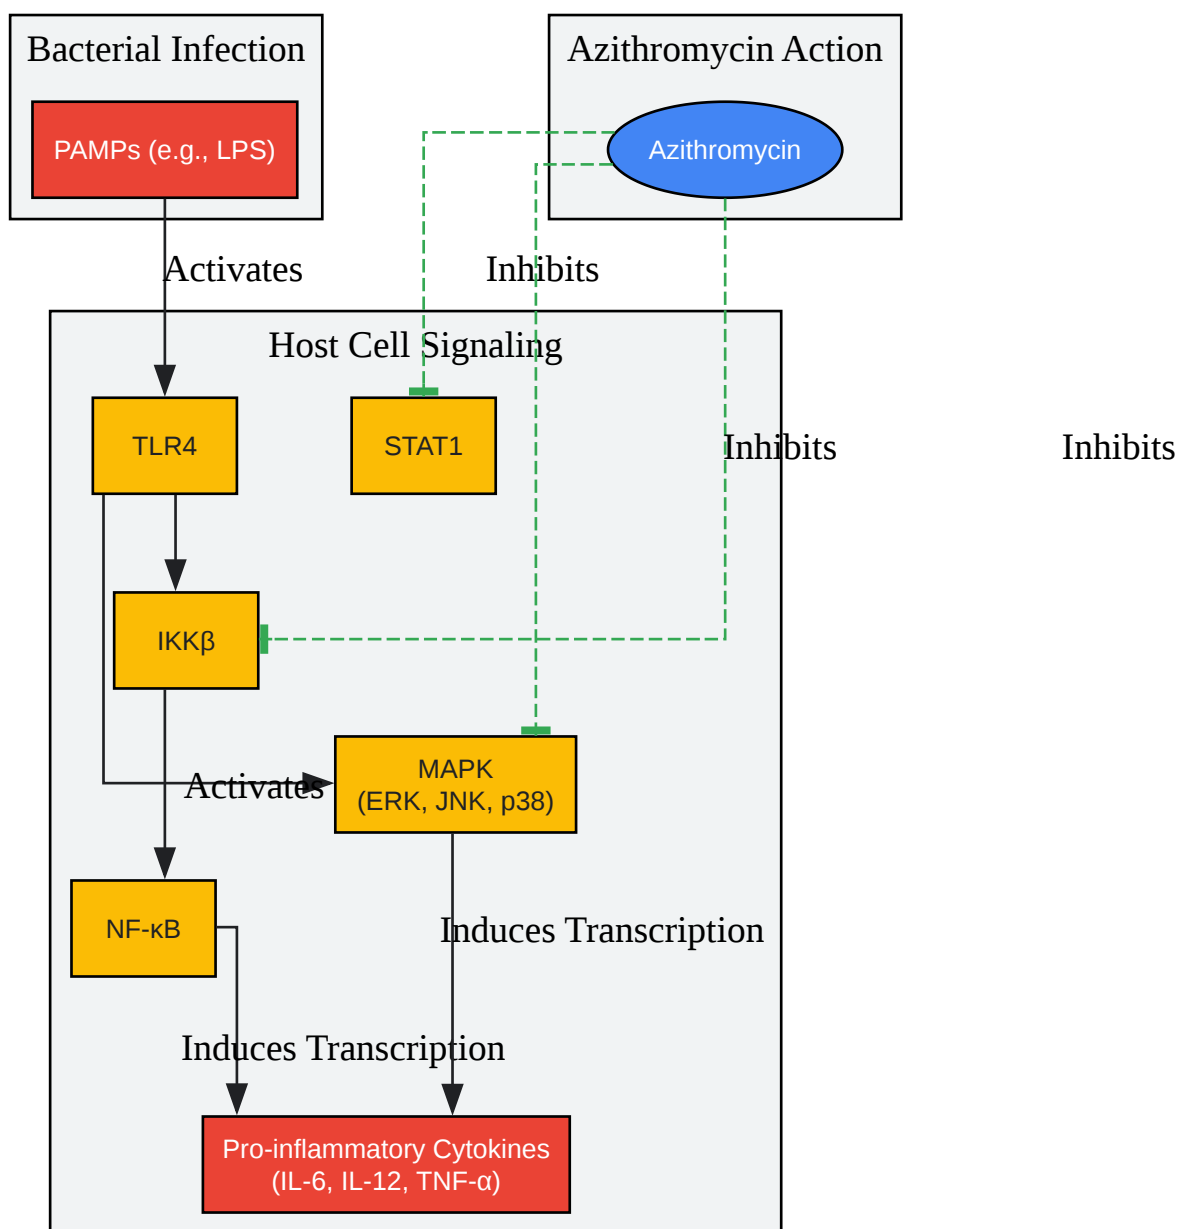 Bacterial Infection
Azithromycin Action
PAMPs (e.g., LPS)
Azithromycin
Activates
Inhibits
Host Cell Signaling
TLR4
STAT1
Inhibits
Inhibits
IKKβ
MAPK
(ERK, JNK, p38)
Activates
NF-κB
Induces Transcription
Induces Transcription
Pro-inflammatory Cytokines
(IL-6, IL-12, TNF-α)